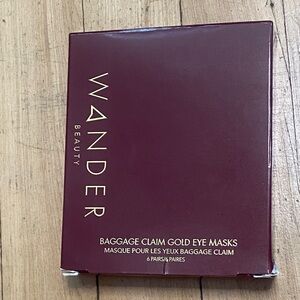 WANDER
BEAUTY
BAGGAGE CLAIM GOLD EYE MASKS
MASQUE POUR LES YEUX BAGGAGE CLAIM
6 PAIRS/6 PAIRES